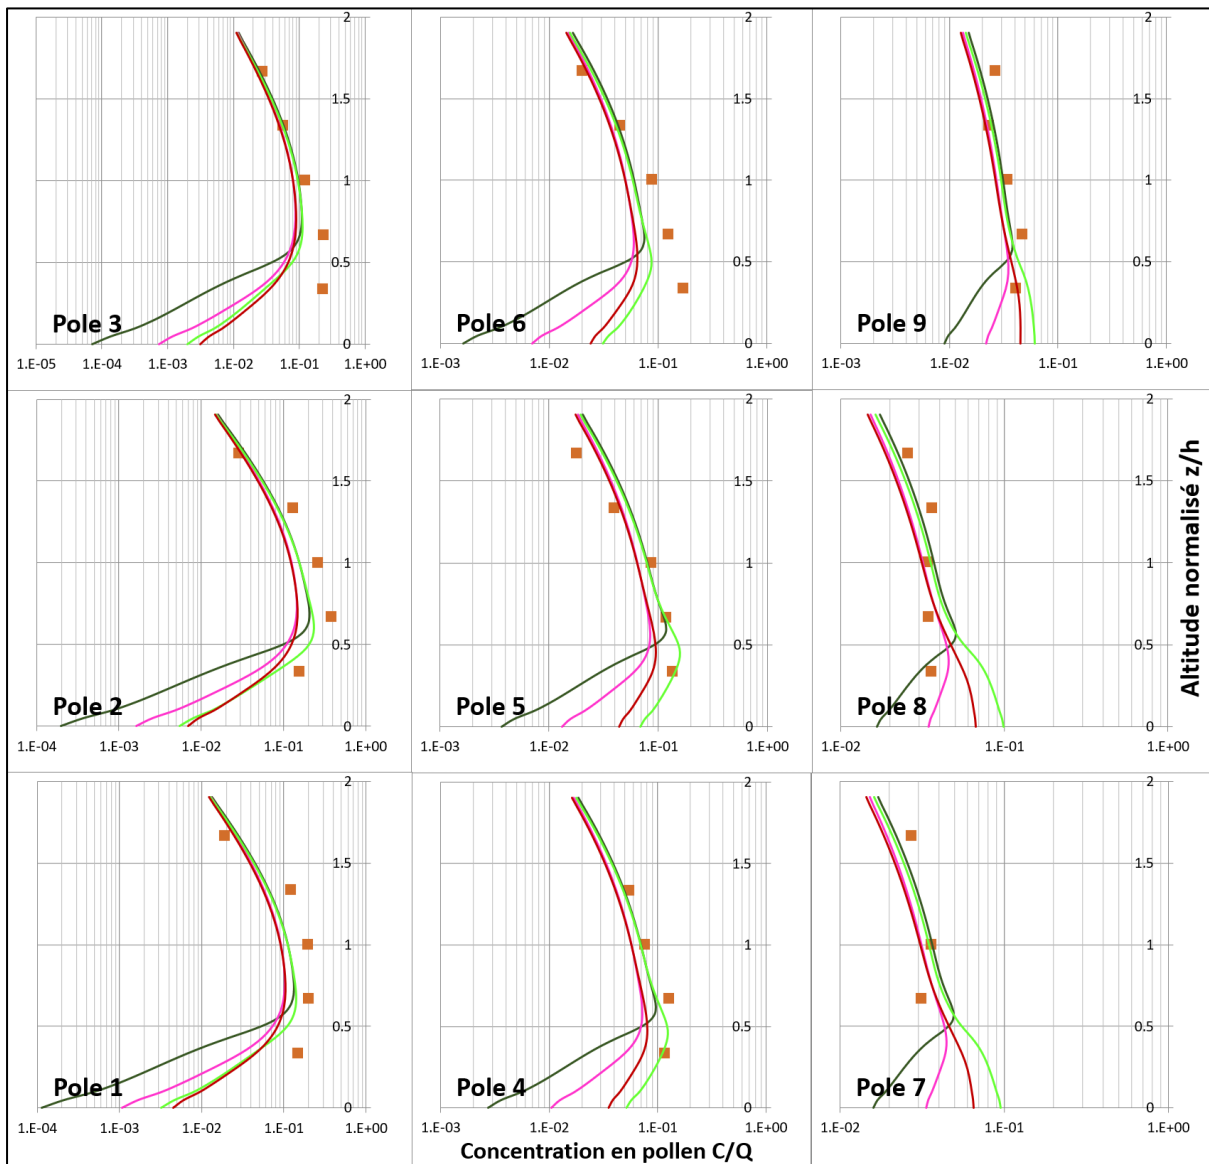 2
1.5
1
0.5
0
Pole 3
1.E-05 1.E-04 1.E-03 1.E-02 1.E-01 1.E+00
2
1.5
1
0.5
0
Pole 6
1.E-03 1.E-02 1.E-01 1.E+00
2
1.5
1
0.5
0
Pole 9
1.E-03 1.E-02 1.E-01 1.E+00
2
1.5
1
0.5
0
Pole 2
1.E-04 1.E-03 1.E-02 1.E-01 1.E+00
2
1.5
1
0.5
0
Pole 5
1.E-03 1.E-02 1.E-01 1.E+00
2
1.5
1
0.5
0
Pole 8
1.E-02 1.E-01 1.E+00
Altitude normalisé z/h
2
1.5
1
0.5
0
Pole 1
1.E-04 1.E-03 1.E-02 1.E-01 1.E+00
2
1.5
1
0.5
0
Pole 4
1.E-03 1.E-02 1.E-01 1.E+00
2
1.5
1
0.5
0
Pole 7
1.E-02 1.E-01 1.E+00
Concentration en pollen C/Q